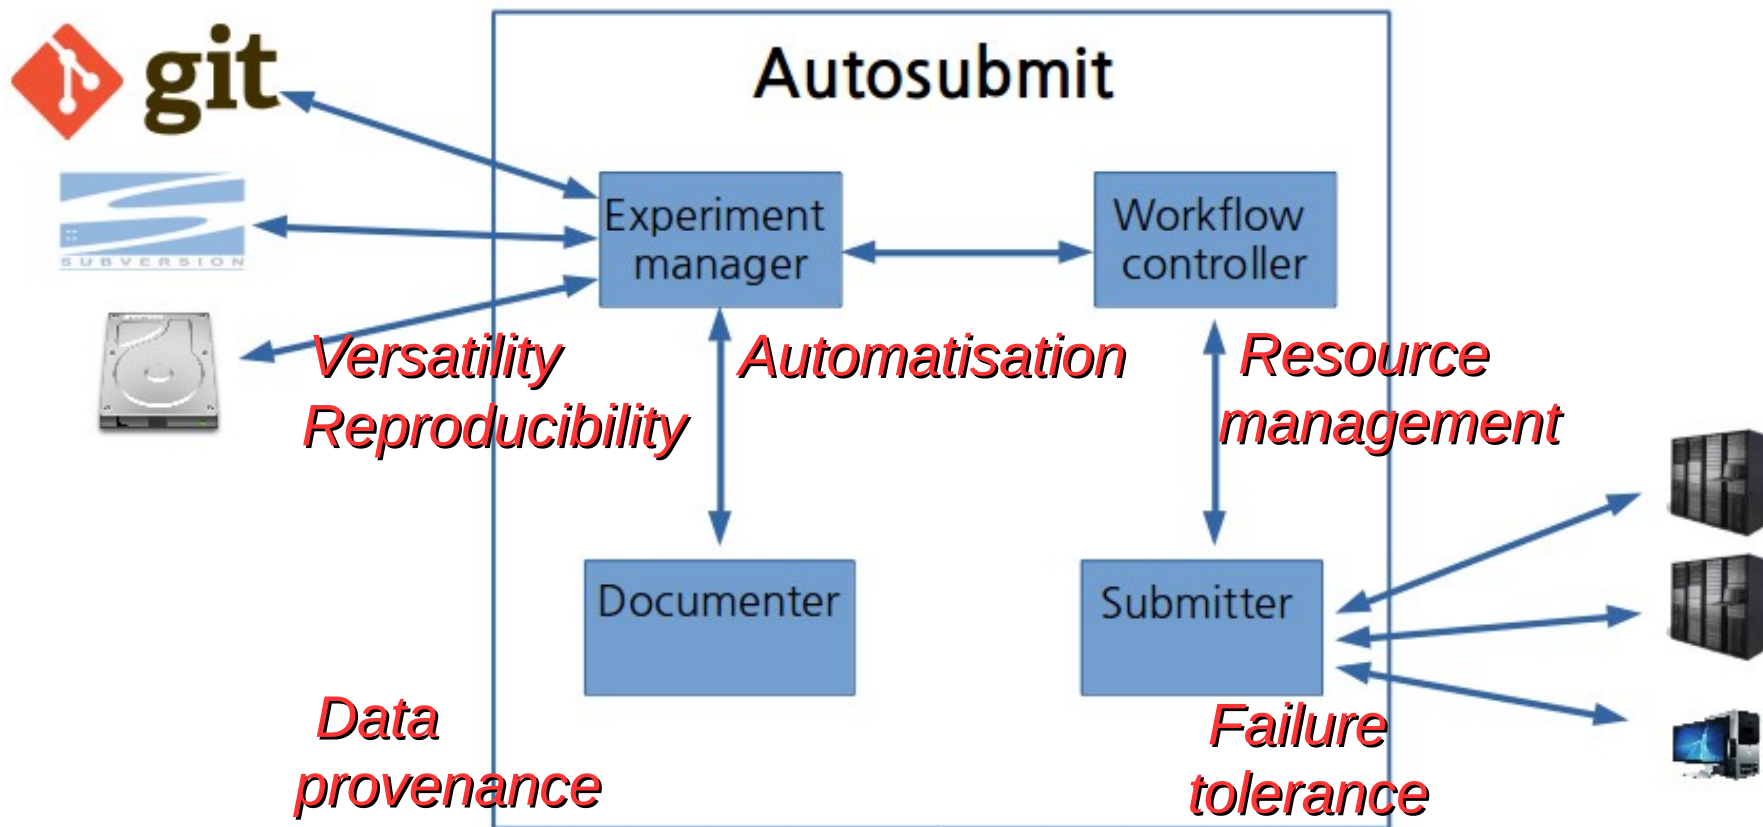 git
Autosubmit
SUBVERSION
Experiment
manager
Workflow
controller
Versatility
Reproducibility
Automatisation
Resource
management
Documenter
Submitter
Data
provenance
Failure
tolerance